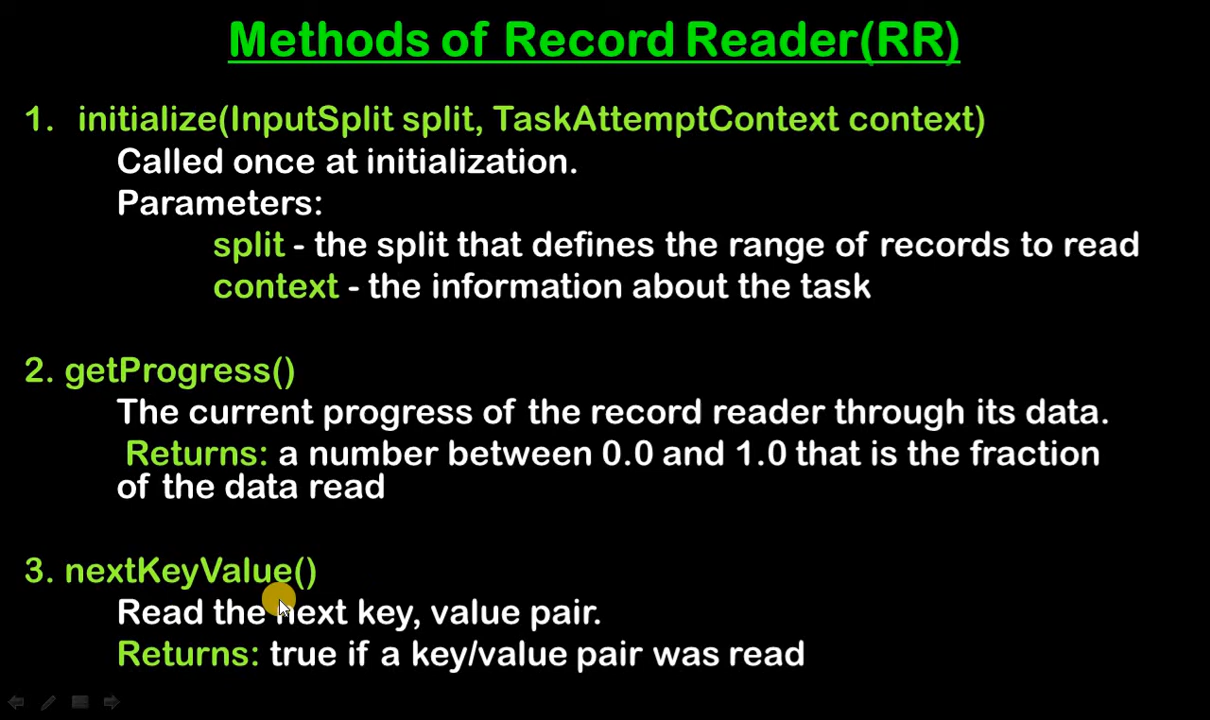 Methods of Record Reader(RR)
1. initialize(InputSplit split, TaskAttemptContext context)
Called once at initialization.
Parameters:
split - the split that defines the range of records to read
context - the information about the task
2. getProgress()
The current progress of the record reader through its data.
Returns: a number between 0.0 and 1.0 that is the fraction
of the data read
3. nextKeyValue()
Read the next key, value pair.
Returns: true if a key/value pair was read